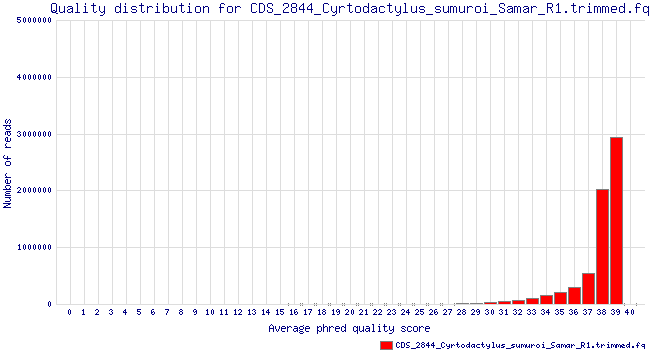 Quality distribution for CDS_2844_Cyrtodactylus_sumuroi_Samar_R1.trimmed.fq
5000000
4000000
3000000
2000000
1000000
0
Number of reads
0 1 2 3 4 5 6 7 8 9 10 11 12 13 14 15 16 17 18 19 20 21 22 23 24 25 26 27 28 29 30 31 32 33 34 35 36 37 38 39 40
Average phred quality score
CDS_2844_Cyrtodactylus_sumuroi_Samar_R1.trimmed.fq